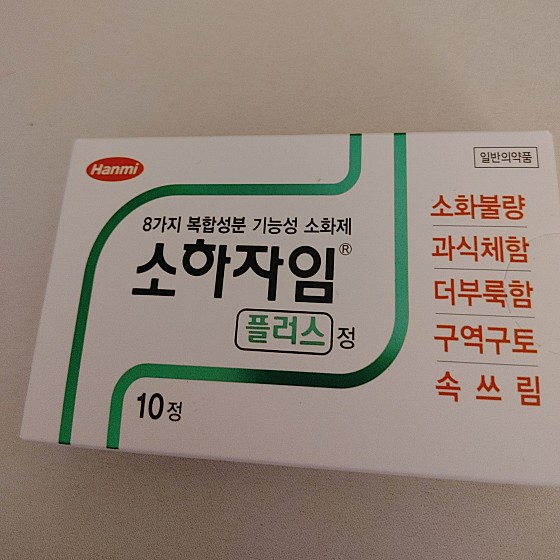 Hanmi
일반의약품
8가지 복합성분 기능성 소화제
소하자임®
플러스 정
10정
소화불량
과식체함
더부룩함
구역구토
속 쓰 림